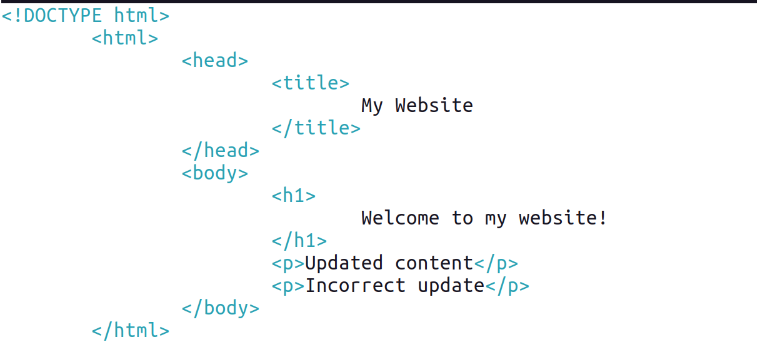 <!DOCTYPE html>
<html>
<head>
<title>
My Website
</title>
</head>
<body>
<h1>
Welcome to my website!
</h1>
<p>Updated content</p>
<p>Incorrect update</p>
</body>
</html>